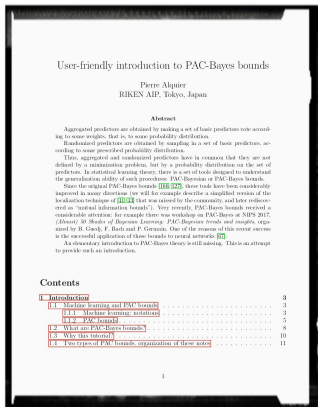 User-friendly introduction to PAC-Bayes bounds
Pierre Alquier
RIKEN AIP, Tokyo, Japan
Abstract
Aggregated predictors are obtained by making a set of basic predictors vote accord-
ing to some weights, that is, to some probability distribution.
Randomized predictors are obtained by sampling in a set of basic predictors, ac-
cording to some prescribed probability distribution.
Thus, aggregated and randomized predictors have in common that they are not
defined by a minimization problem, but by a probability distribution on the set of
predictors. In statistical learning theory, there is a set of tools designed to understand
the generalization ability of such procedures: PAC-Bayesian or PAC-Bayes bounds.
Since the original PAC-Bayes bounds [166, 127], these tools have been considerably
improved in many directions (we will for example describe a simplified version of the
localization technique of [41, 43] that was missed by the community, and later rediscov-
ered as "mutual information bounds"). Very recently, PAC-Bayes bounds received a
considerable attention: for example there was workshop on PAC-Bayes at NIPS 2017,
(Almost) 50 Shades of Bayesian Learning: PAC-Bayesian trends and insights, orga-
nized by B. Guedj, F. Bach and P. Germain. One of the reasons of this recent success
is the successful application of these bounds to neural networks [67].
An elementary introduction to PAC-Bayes theory is still missing. This is an attempt
to provide such an introduction.
Contents
1 Introduction 3
1.1 Machine learning and PAC bounds . . . . . . . . . . . . . . . . . . . . 3
1.1.1 Machine learning: notations . . . . . . . . . . . . . . . . . . . . 3
1.1.2 PAC bounds . . . . . . . . . . . . . . . . . . . . 5
1.2 What are PAC-Bayes bounds? . . . . . . . . . . . . . . . . . . . . 8
1.3 Why this tutorial? . . . . . . . . . . . . . . . . . . . . 10
1.4 Two types of PAC bounds, organization of these notes . . . . . . . . . . 11
1